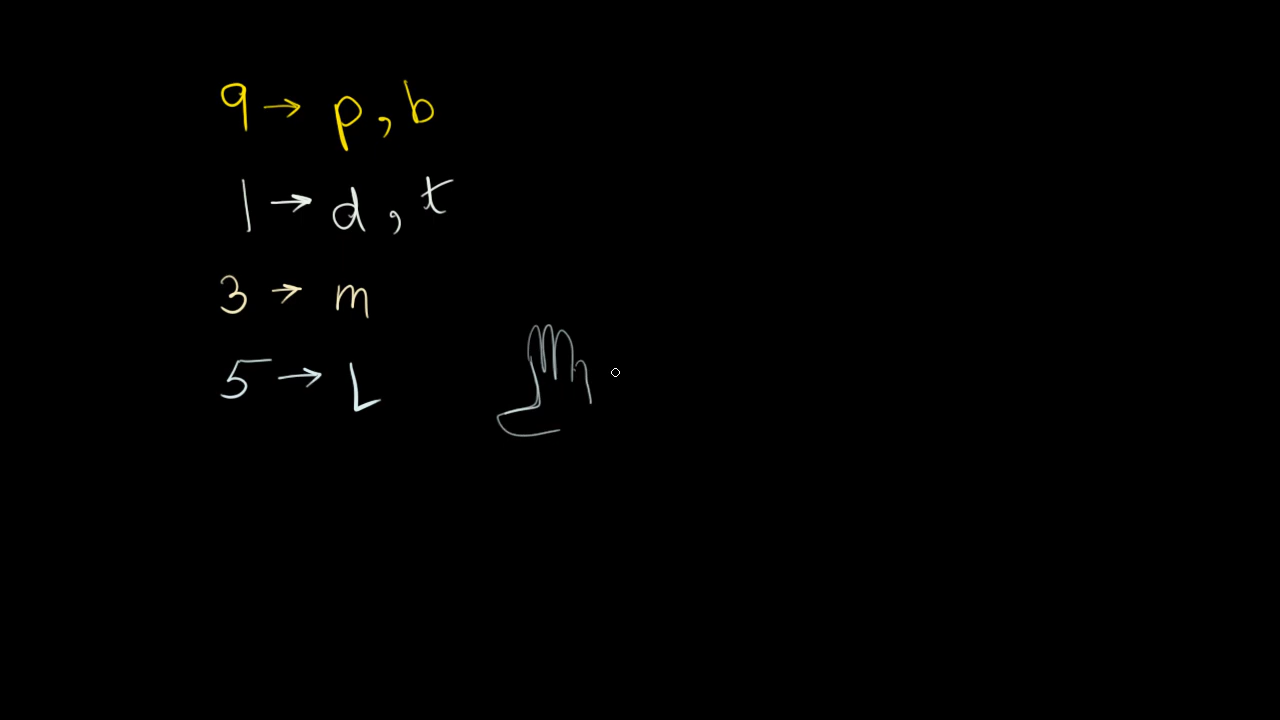 9 → p, b
1 → d, t
3 → m
5 → L